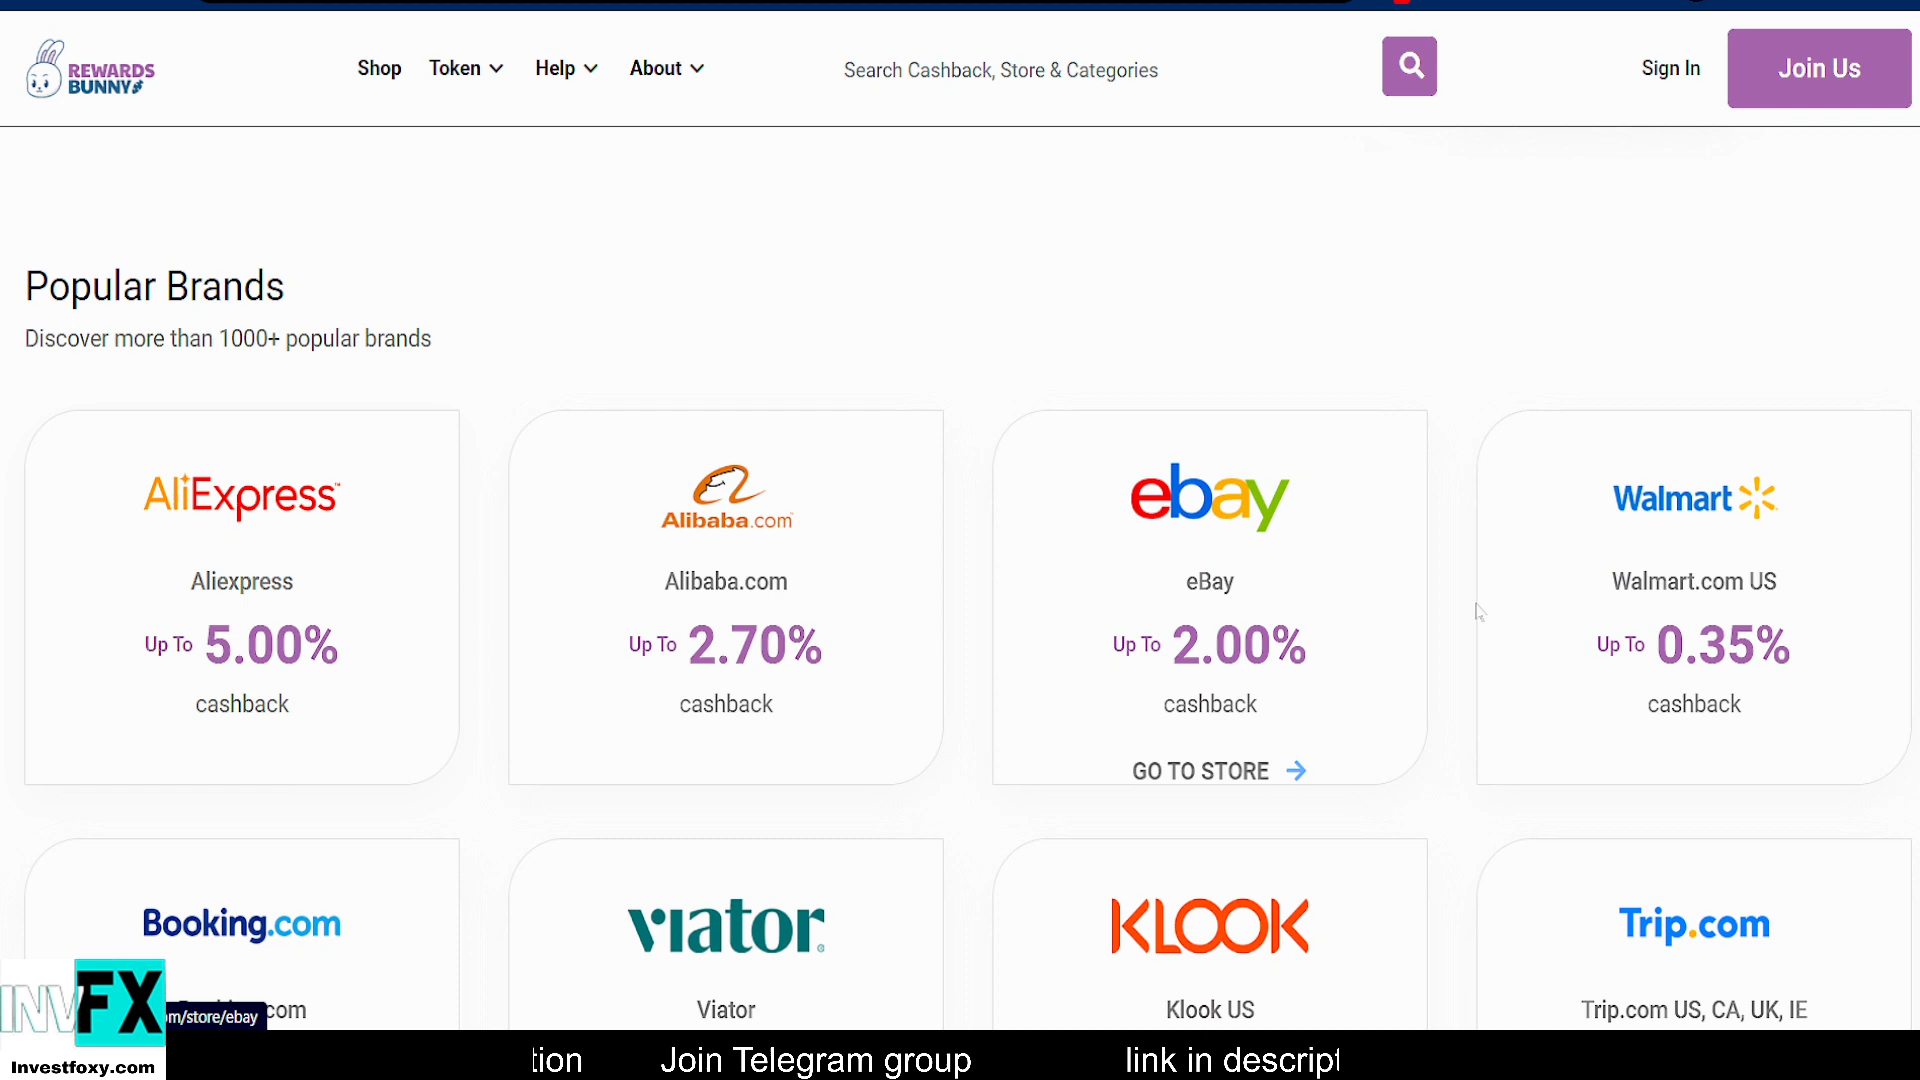 REWARDS
BUNNY
Shop
Token
Help
About
Search Cashback, Store & Categories
Sign In
Join Us
Popular Brands
Discover more than 1000+ popular brands
AliExpress™
Aliexpress
Up To 5.00%
cashback
Alibaba.com
Alibaba.com
Up To 2.70%
cashback
ebay
eBay
Up To 2.00%
cashback
GO TO STORE
Walmart
Walmart.com US
Up To 0.35%
cashback
Booking.com
.com
viator
Viator
KLOOK
Klook US
Trip.com
Trip.com US, CA, UK, IE
INVFX
m/store/ebay
Investfoxy.com
tion Join Telegram group link in descript